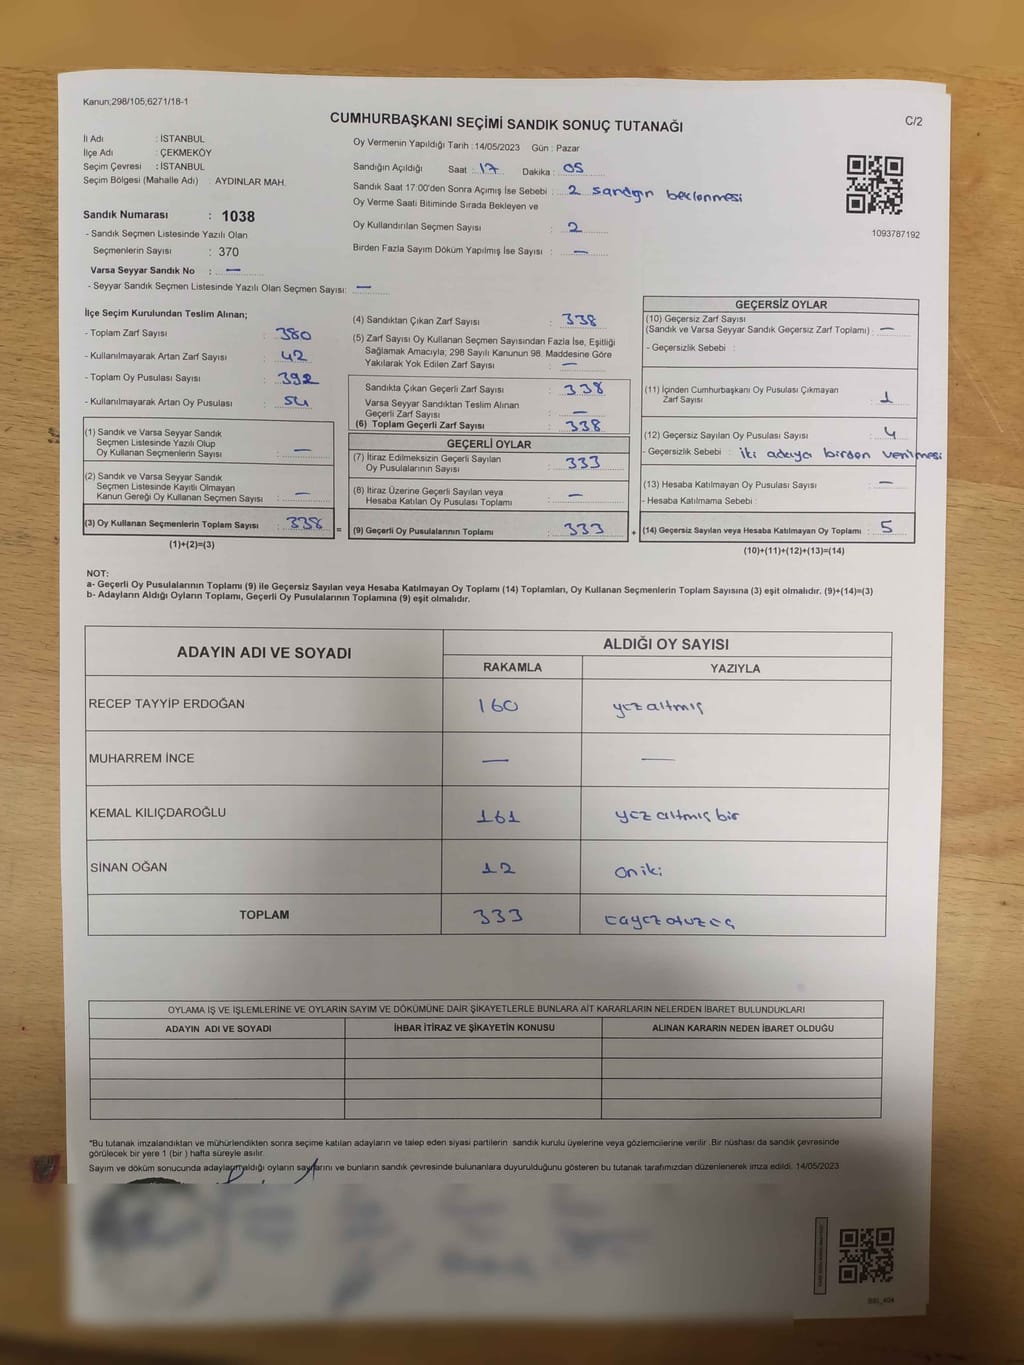 Kanun;298/105;6271/18-1
CUMHURBAŞKANI SEÇİMİ SANDIK SONUÇ TUTANAĞI
C/2
İl Adı : İSTANBUL
İlçe Adı : ÇEKMEKÖY
Seçim Çevresi : İSTANBUL
Seçim Bölgesi (Mahalle Adı) : AYDINLAR MAH.
Sandık Numarası : 1038
- Sandık Seçmen Listesinde Yazılı Olan
Seçmenlerin Sayısı : 370
Varsa Seyyar Sandık No : —
- Seyyar Sandık Seçmen Listesinde Yazılı Olan Seçmen Sayısı: —
Oy Vermenin Yapıldığı Tarih : 14/05/2023 Gün : Pazar
Sandığın Açıldığı Saat : 17 Dakika : 05
Sandık Saat 17:00'den Sonra Açımış İse Sebebi : 2 sandığın beklenmesi
Oy Verme Saati Bitiminde Sırada Bekleyen ve
Oy Kullandırılan Seçmen Sayısı : 2
Birden Fazla Sayım Döküm Yapılmış İse Sayısı : —
1093787192
İlçe Seçim Kurulundan Teslim Alınan;
- Toplam Zarf Sayısı : 380
- Kullanılmayarak Artan Zarf Sayısı : 42
- Toplam Oy Pusulası Sayısı : 392
- Kullanılmayarak Artan Oy Pusulası : 54
(1) Sandık ve Varsa Seyyar Sandık
Seçmen Listesinde Yazılı Olup
Oy Kullanan Seçmenlerin Sayısı : —
(2) Sandık ve Varsa Seyyar Sandık
Seçmen Listesinde Kayıtlı Olmayan
Kanun Gereği Oy Kullanan Seçmen Sayısı : —
(3) Oy Kullanan Seçmenlerin Toplam Sayısı : 338 =
(1)+(2)=(3)
(4) Sandıktan Çıkan Zarf Sayısı : 338
(5) Zarf Sayısı Oy Kullanan Seçmen Sayısından Fazla İse, Eşitliği
Sağlamak Amacıyla; 298 Sayılı Kanunun 98. Maddesine Göre
Yakılarak Yok Edilen Zarf Sayısı : —
Sandıkta Çıkan Geçerli Zarf Sayısı : 338
Varsa Seyyar Sandıktan Teslim Alınan
Geçerli Zarf Sayısı : —
(6) Toplam Geçerli Zarf Sayısı : 338
GEÇERLİ OYLAR
(7) İtiraz Edilmeksizin Geçerli Sayılan
Oy Pusulalarının Sayısı : 333
(8) İtiraz Üzerine Geçerli Sayılan veya
Hesaba Katılan Oy Pusulası Toplamı : —
(9) Geçerli Oy Pusulalarının Toplamı : 333 +
GEÇERSİZ OYLAR
(10) Geçersiz Zarf Sayısı
(Sandık ve Varsa Seyyar Sandık Geçersiz Zarf Toplamı) : —
- Geçersizlik Sebebi :
(11) İçinden Cumhurbaşkanı Oy Pusulası Çıkmayan
Zarf Sayısı : 1
(12) Geçersiz Sayılan Oy Pusulası Sayısı : 4
- Geçersizlik Sebebi : iki adaya birden verilmesi
(13) Hesaba Katılmayan Oy Pusulası Sayısı : —
- Hesaba Katılmama Sebebi :
(14) Geçersiz Sayılan veya Hesaba Katılmayan Oy Toplamı : 5
(10)+(11)+(12)+(13)=(14)
NOT:
a- Geçerli Oy Pusulalarının Toplamı (9) ile Geçersiz Sayılan veya Hesaba Katılmayan Oy Toplamı (14) Toplamları, Oy Kullanan Seçmenlerin Toplam Sayısına (3) eşit olmalıdır. (9)+(14)=(3)
b- Adayların Aldığı Oyların Toplamı, Geçerli Oy Pusulalarının Toplamına (9) eşit olmalıdır.
ADAYIN ADI VE SOYADI
ALDIĞI OY SAYISI
RAKAMLA YAZIYLA
RECEP TAYYİP ERDOĞAN 160 yüzaltmış
MUHARREM İNCE — —
KEMAL KILIÇDAROĞLU 161 yüzaltmışbir
SİNAN OĞAN 12 oniki
TOPLAM 333 üçyüzotuzüç
OYLAMA İŞ VE İŞLEMLERİNE VE OYLARIN SAYIM VE DÖKÜMÜNE DAİR ŞİKAYETLERLE BUNLARA AİT KARARLARIN NELERDEN İBARET BULUNDUKLARI
ADAYIN ADI VE SOYADI İHBAR İTİRAZ VE ŞİKAYETİN KONUSU ALINAN KARARIN NEDEN İBARET OLDUĞU
*Bu tutanak imzalandıktan ve mühürlendikten sonra seçime katılan adayların ve talep eden siyasi partilerin sandık kurulu üyelerine veya gözlemcilerine verilir .Bir nüshası da sandık çevresinde
görülecek bir yere 1 (bir ) hafta süreyle asılır.
Sayım ve döküm sonucunda adayların aldığı oyların sayılarını ve bunların sandık çevresinde bulunanlara duyurulduğunu gösteren bu tutanak tarafımızdan düzenlenerek imza edildi. 14/05/2023